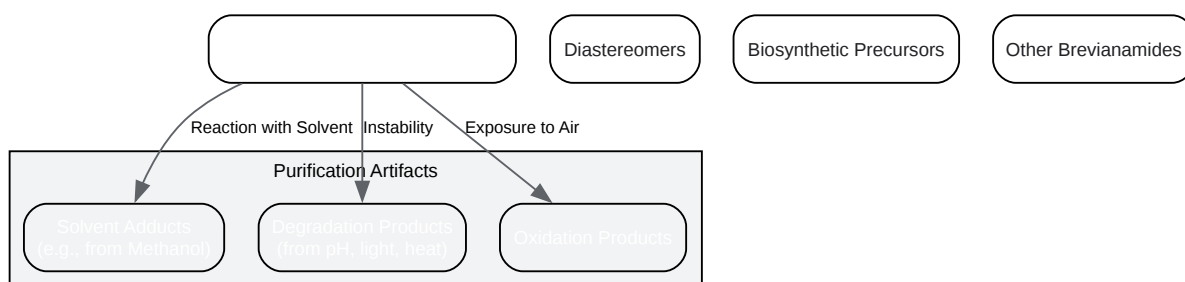 Diastereomers
Biosynthetic Precursors
Other Brevianamides
Reaction with Solvent
Instability
Exposure to Air
Purification Artifacts
Solvent Adducts
(e.g., from Methanol)
Degradation Products
(from pH, light, heat)
Oxidation Products